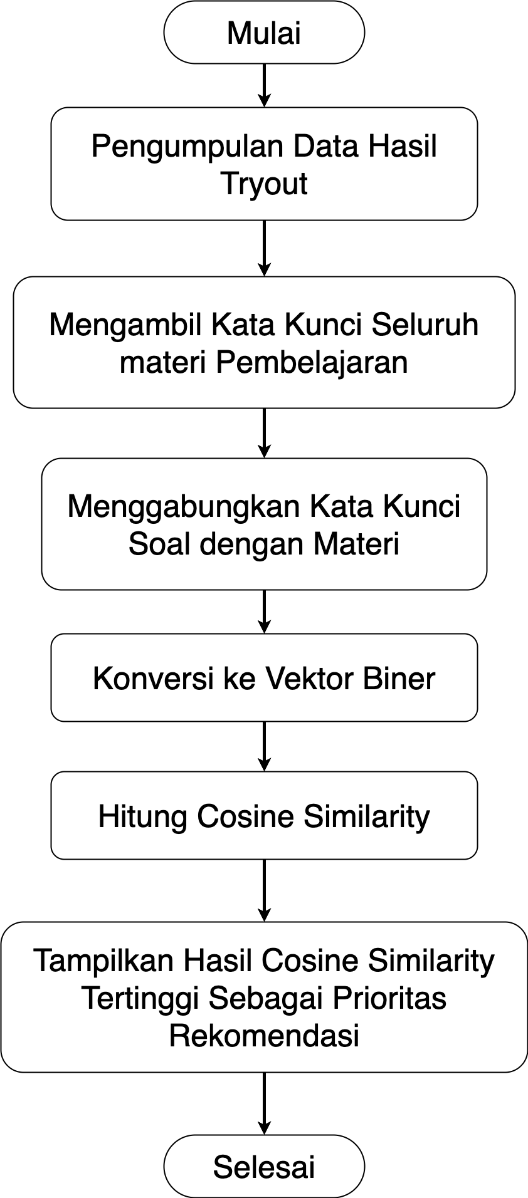 Mulai
Pengumpulan Data Hasil
Tryout
Mengambil Kata Kunci Seluruh
materi Pembelajaran
Menggabungkan Kata Kunci
Soal dengan Materi
Konversi ke Vektor Biner
Hitung Cosine Similarity
Tampilkan Hasil Cosine Similarity
Tertinggi Sebagai Prioritas
Rekomendasi
Selesai